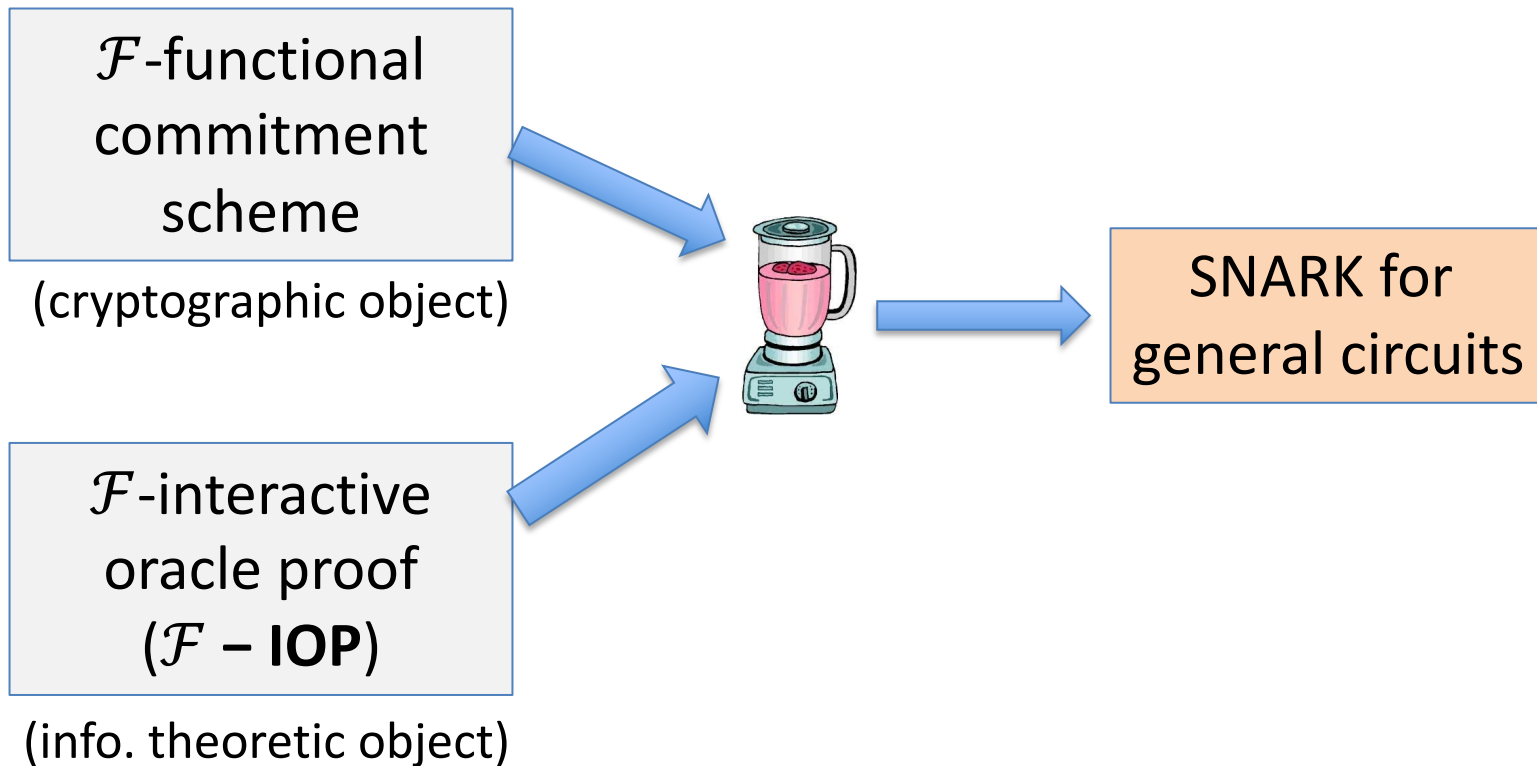 ℱ-functional
commitment
scheme
(cryptographic object)
ℱ-interactive
oracle proof
(ℱ – IOP)
(info. theoretic object)
SNARK for
general circuits